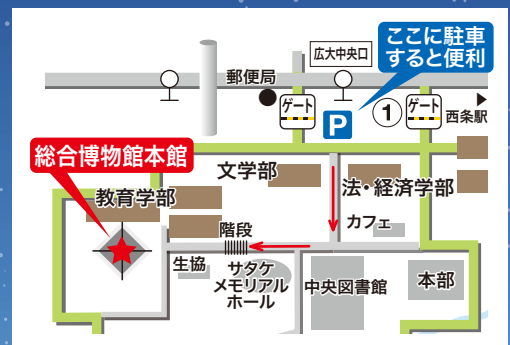 ここに駐車
すると便利
広大中央口
郵便局
ゲート
P
①
ゲート
西条駅
総合博物館本館
文学部
法・経済学部
教育学部
階段
カフェ
生協
サタケ
メモリアル
ホール
中央図書館
本部